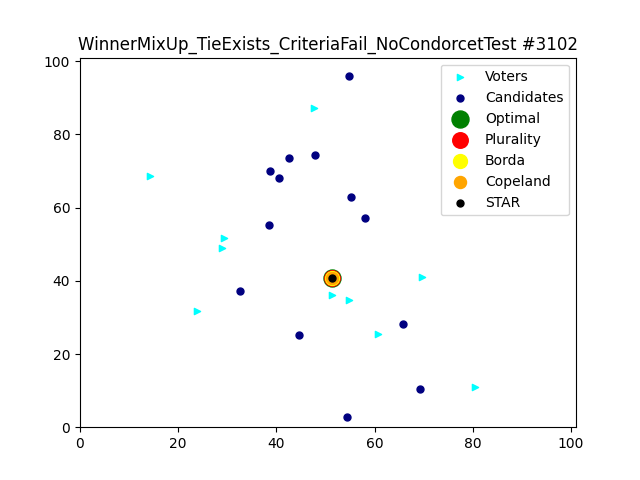 WinnerMixUp_TieExists_CriteriaFail_NoCondorcetTest #3102
100
80
60
40
20
0
0 20 40 60 80 100
Voters
Candidates
Optimal
Plurality
Borda
Copeland
STAR